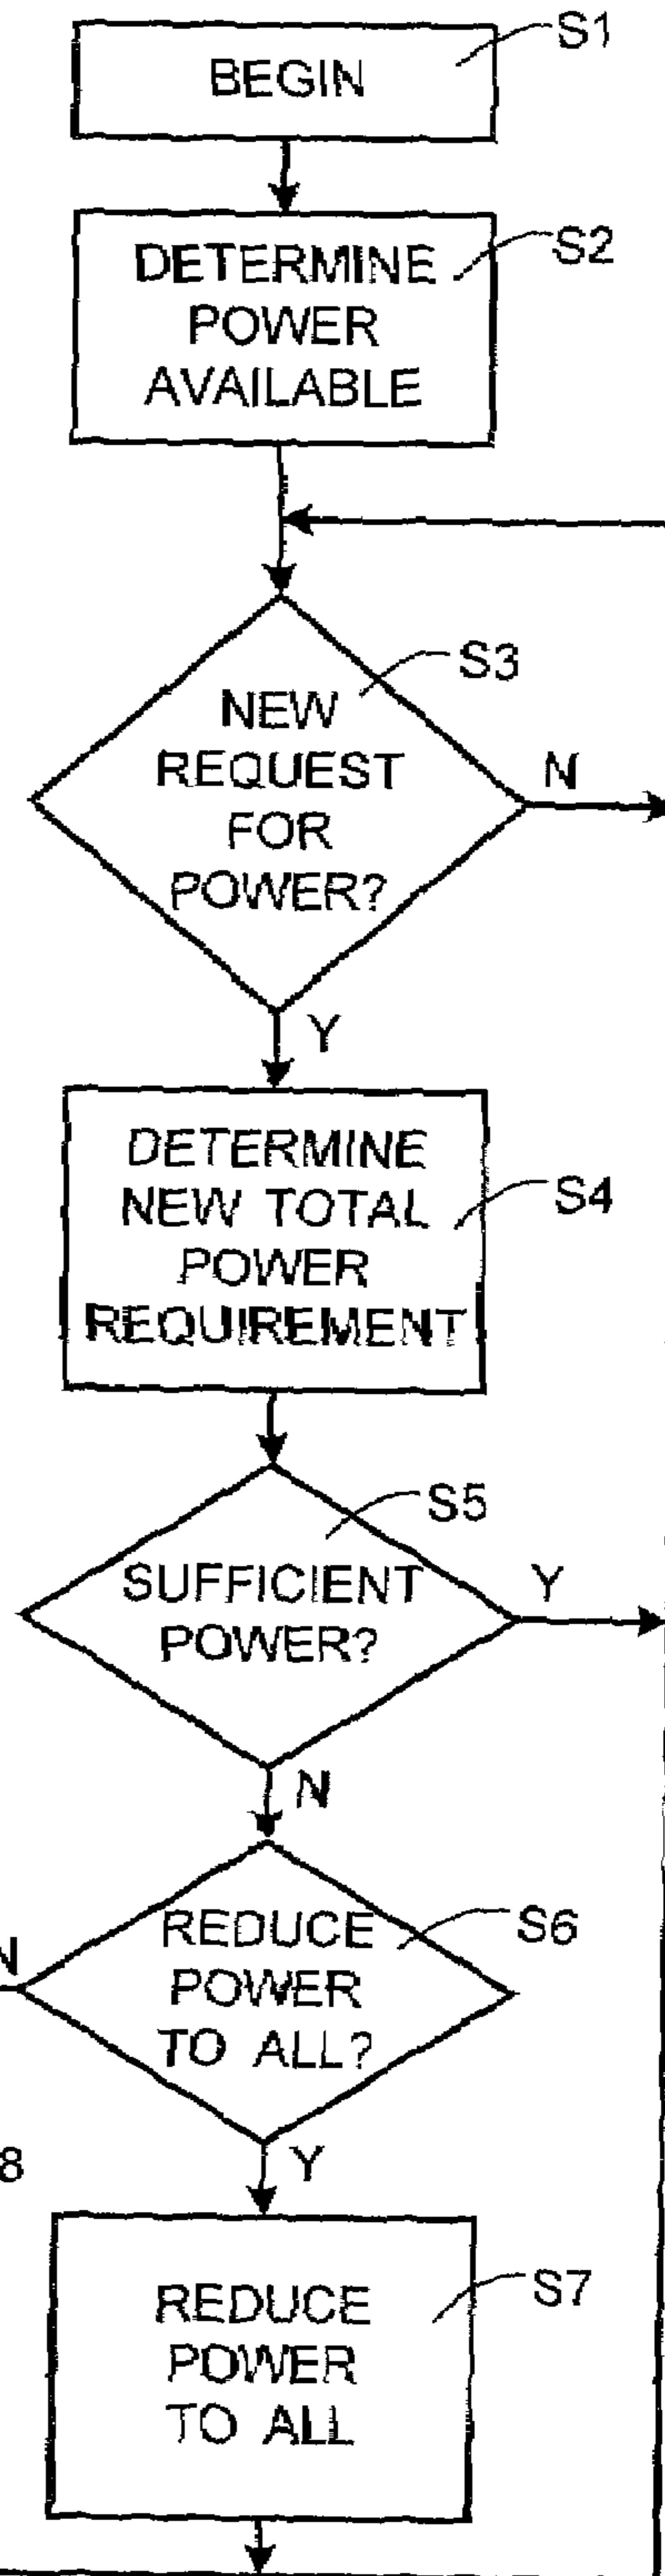 S1
BEGIN
S2
DETERMINE
POWER
AVAILABLE
S3
NEW
REQUEST
FOR
POWER?
N
Y
DETERMINE
NEW TOTAL
POWER
REQUIREMENT
S4
S5
SUFFICIENT
POWER?
Y
N
S6
REDUCE
POWER
TO ALL?
N
Y
8
S7
REDUCE
POWER
TO ALL